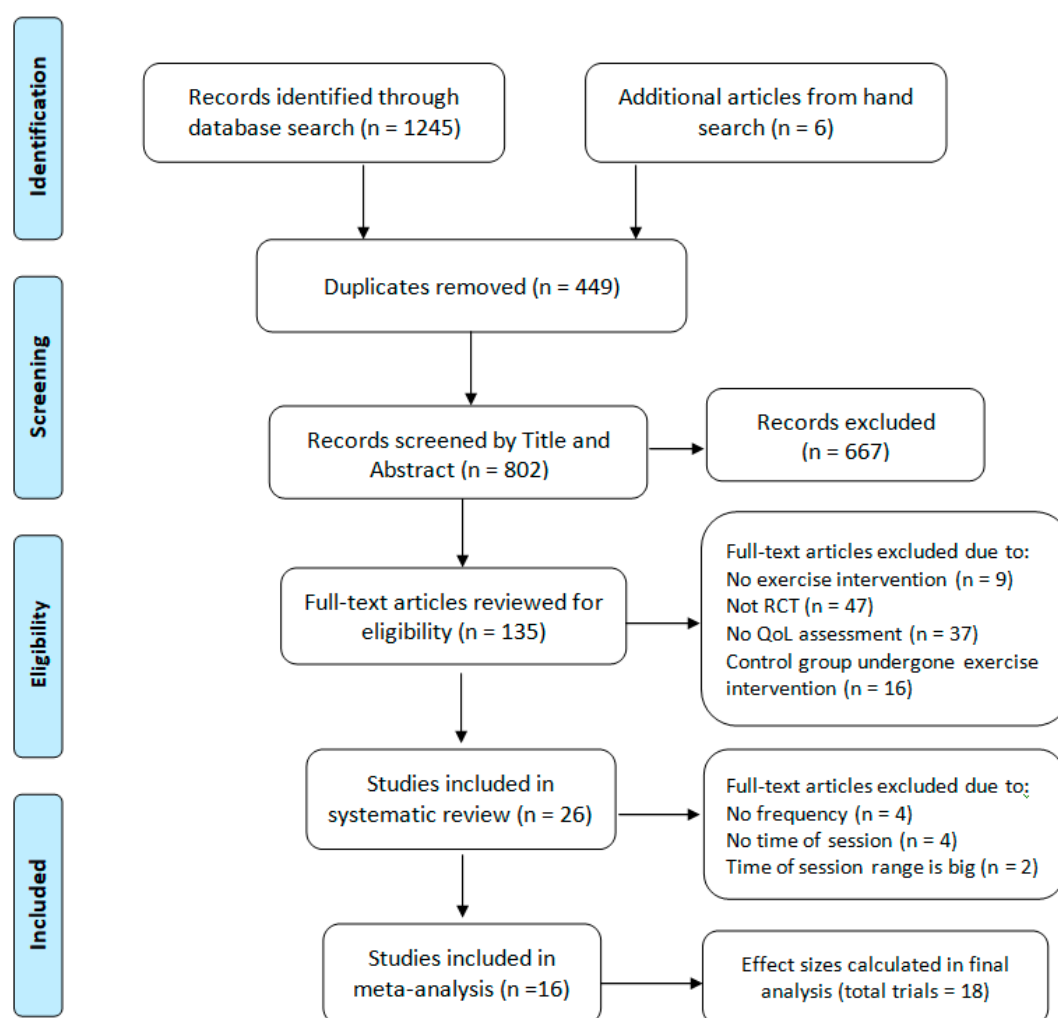 Identification
Records identified through
database search (n = 1245)
Additional articles from hand
search (n = 6)
Duplicates removed (n = 449)
Screening
Records screened by Title and
Abstract (n = 802)
Records excluded
(n = 667)
Eligibility
Full-text articles reviewed for
eligibility (n = 135)
Full-text articles excluded due to:
No exercise intervention (n = 9)
Not RCT (n = 47)
No QoL assessment (n = 37)
Control group undergone exercise
intervention (n = 16)
Included
Studies included in
systematic review (n = 26)
Full-text articles excluded due to:
No frequency (n = 4)
No time of session (n = 4)
Time of session range is big (n = 2)
Studies included in
meta-analysis (n =16)
Effect sizes calculated in final
analysis (total trials = 18)